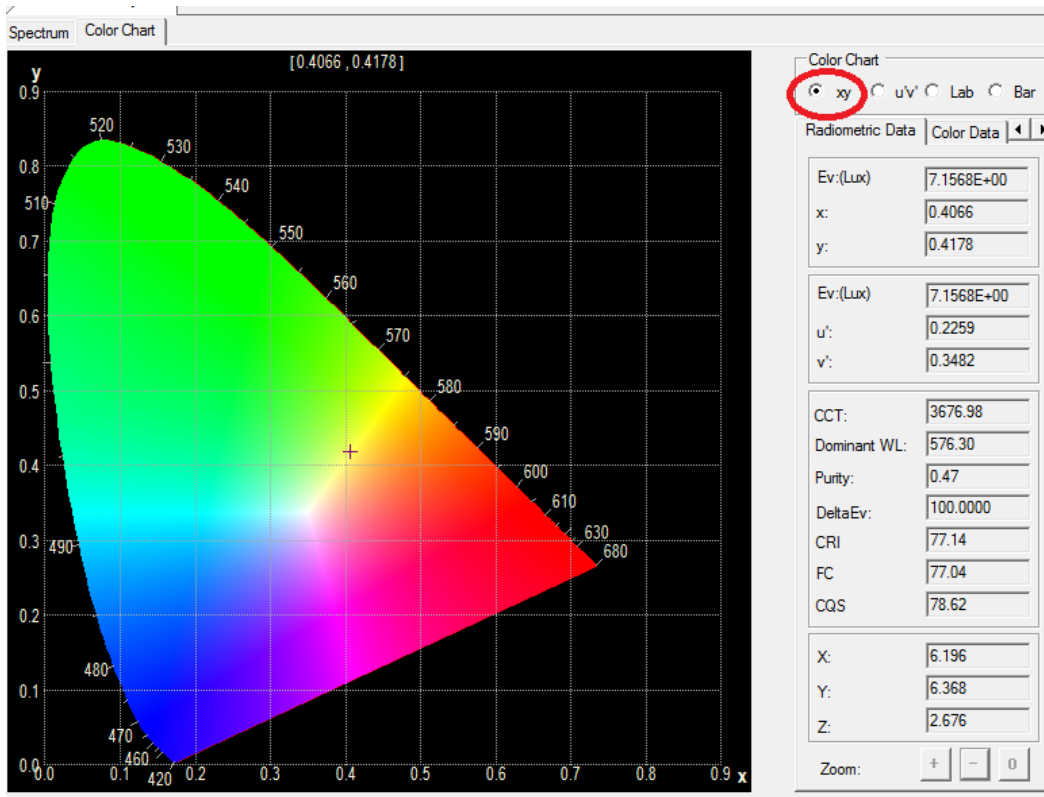 Spectrum Color Chart
[0.4066 ,0.4178]
y
0.9
520
530
0.8
540
510
0.7
550
560
0.6
570
0.5
580
590
0.4
600
610
0.3
490
630
680
0.2
480
0.1
470
460
0.0
420
0.0 0.1 0.2 0.3 0.4 0.5 0.6 0.7 0.8 0.9 x
Color Chart
xy u'v' Lab Bar
Radiometric Data Color Data
Ev:(Lux) 7.1568E+00
x: 0.4066
y: 0.4178
Ev:(Lux) 7.1568E+00
u': 0.2259
v': 0.3482
CCT: 3676.98
Dominant WL: 576.30
Purity: 0.47
DeltaEv: 100.0000
CRI 77.14
FC 77.04
CQS 78.62
X: 6.196
Y: 6.368
Z: 2.676
Zoom: + - 0